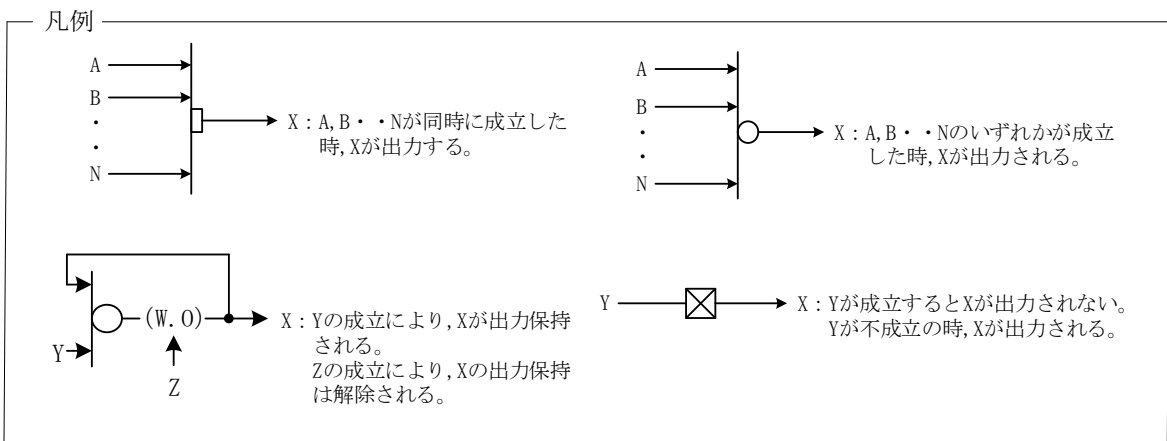 凡例
A
B
・
・
N
X：A,B・・Nが同時に成立した
時,Xが出力する。
A
B
・
・
N
X：A,B・・Nのいずれかが成立
した時,Xが出力される。
(W.O)
Y
Z
X：Yの成立により,Xが出力保持
される。
Zの成立により,Xの出力保持
は解除される。
Y
X：Yが成立するとXが出力されない。
Yが不成立の時,Xが出力される。